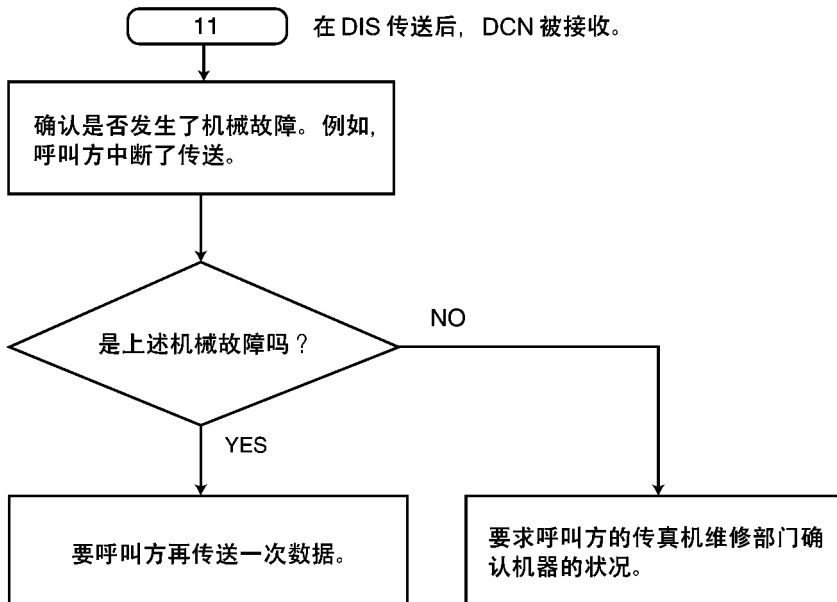 11
在 DIS 传送后，DCN 被接收。
确认是否发生了机械故障。例如，
呼叫方中断了传送。
是上述机械故障吗？
NO
YES
要呼叫方再传送一次数据。
要求呼叫方的传真机维修部门确
认机器的状况。